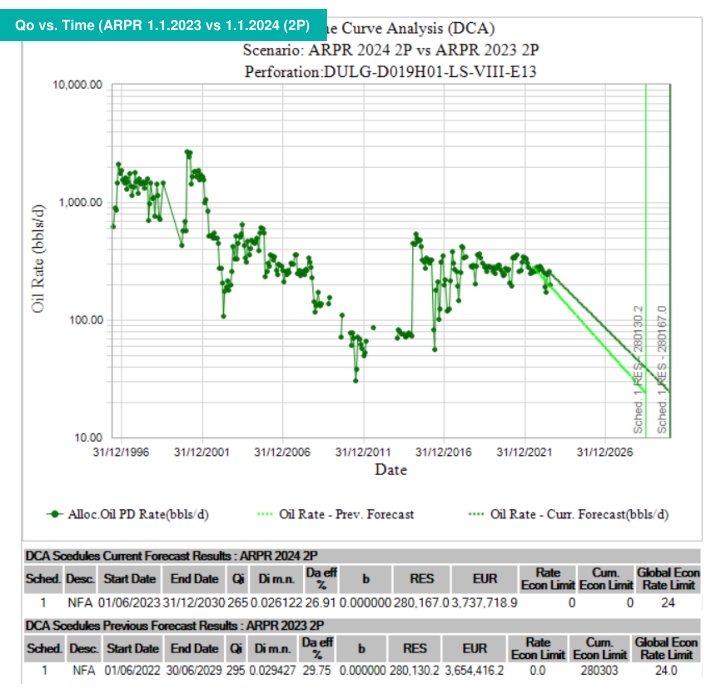 Qo vs. Time (ARPR 1.1.2023 vs 1.1.2024 (2P)
ne Curve Analysis (DCA)
Scenario: ARPR 2024 2P vs ARPR 2023 2P
Perforation:DULG-D019H01-LS-VIII-E13
10,000.00
1,000.00
100.00
10.00
Oil Rate (bbls/d)
Sched. 1 RES - 280130.2
Sched. 1 RES - 280167.0
31/12/1996 31/12/2001 31/12/2006 31/12/2011 31/12/2016 31/12/2021 31/12/2026
Date
Alloc.Oil PD Rate(bbls/d) Oil Rate - Prev. Forecast Oil Rate - Curr. Forecast(bbls/d)
DCA Scedules Current Forecast Results : ARPR 2024 2P
Sched. Desc. Start Date End Date Qi Di m.n. Da eff % b RES EUR Rate Econ Limit Cum. Econ Limit Global Econ Rate Limit
1 NFA 01/06/2023 31/12/2030 265 0.026122 26.91 0.000000 280,167.0 3,737,718.9 0 0 24
DCA Scedules Previous Forecast Results : ARPR 2023 2P
Sched. Desc. Start Date End Date Qi Di m.n. Da eff % b RES EUR Rate Econ Limit Cum. Econ Limit Global Econ Rate Limit
1 NFA 01/06/2022 30/06/2029 295 0.029427 29.75 0.000000 280,130.2 3,654,416.2 0.0 280303 24.0